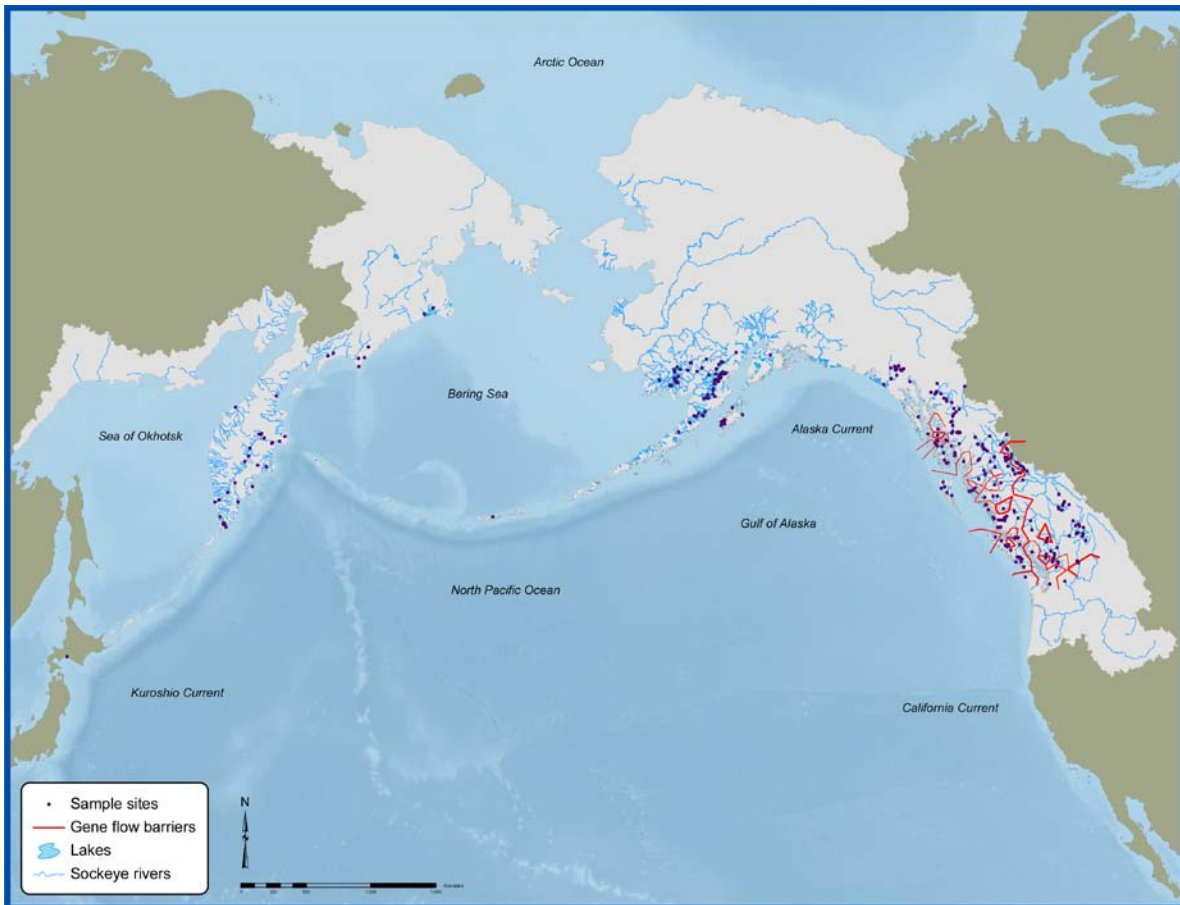 Arctic Ocean
Bering Sea
Sea of Okhotsk
Alaska Current
Gulf of Alaska
North Pacific Ocean
Kuroshio Current
California Current
Sample sites
Gene flow barriers
Lakes
Sockeye rivers
N